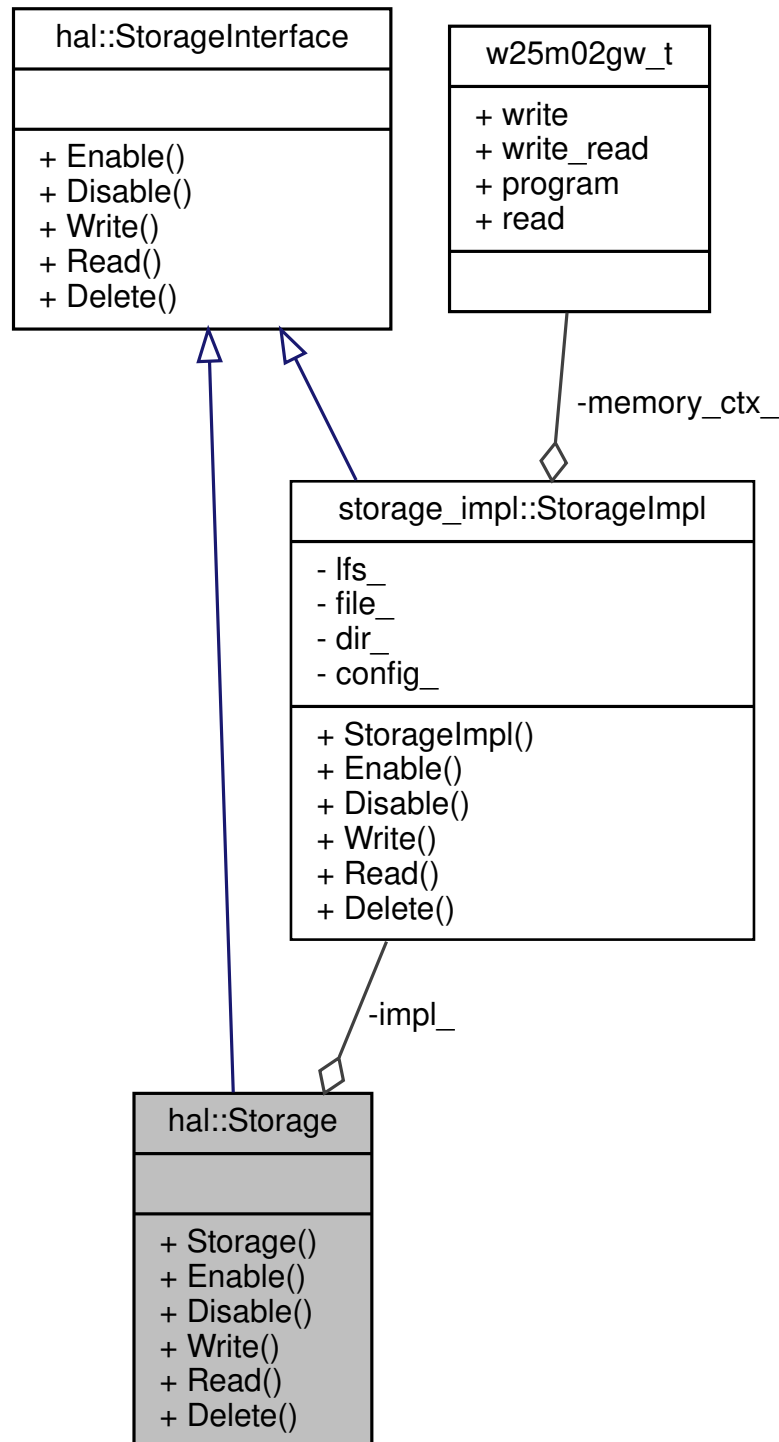 hal::StorageInterface
+ Enable()
+ Disable()
+ Write()
+ Read()
+ Delete()
w25m02gw_t
+ write
+ write_read
+ program
+ read
-memory_ctx_
storage_impl::StorageImpl
- lfs_
- file_
- dir_
- config_
+ StorageImpl()
+ Enable()
+ Disable()
+ Write()
+ Read()
+ Delete()
-impl_
hal::Storage
+ Storage()
+ Enable()
+ Disable()
+ Write()
+ Read()
+ Delete()